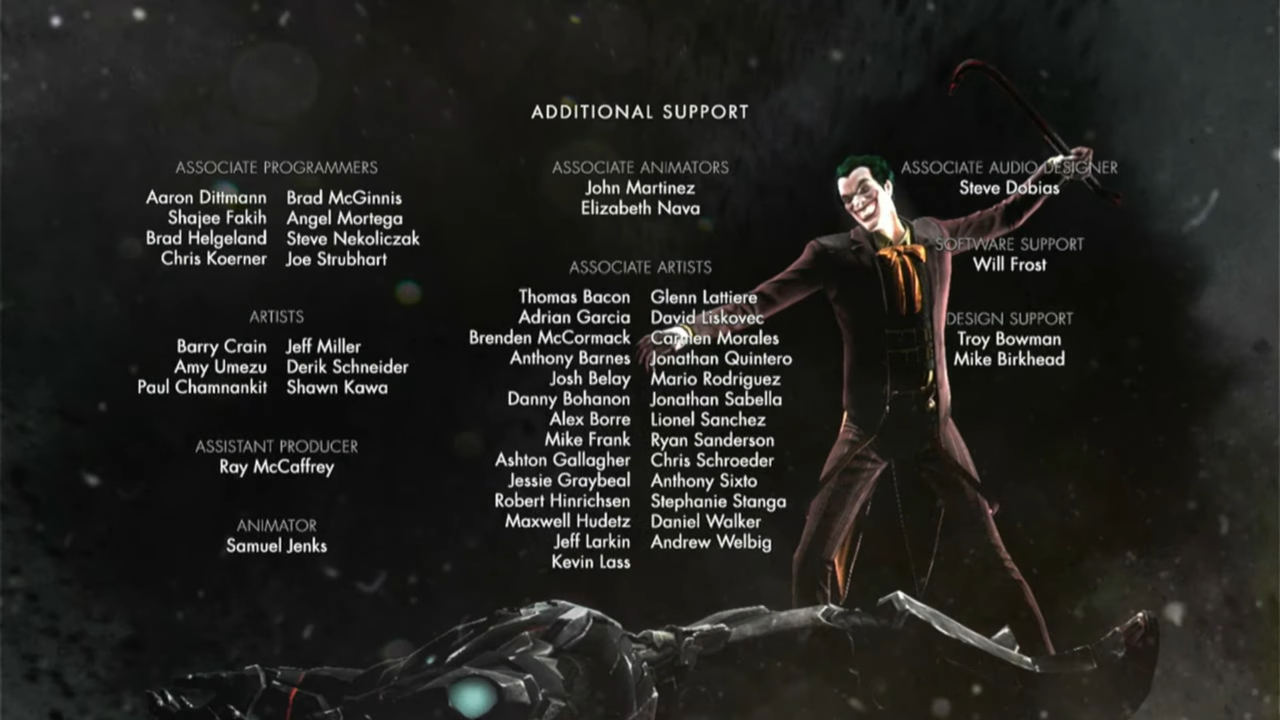 ADDITIONAL SUPPORT
ASSOCIATE PROGRAMMERS
Aaron Dittmann Brad McGinnis
Shajee Fakih Angel Mortega
Brad Helgeland Steve Nekoliczak
Chris Koerner Joe Strubhart
ARTISTS
Barry Crain Jeff Miller
Amy Umezu Derik Schneider
Paul Chamnankit Shawn Kawa
ASSISTANT PRODUCER
Ray McCaffrey
ANIMATOR
Samuel Jenks
ASSOCIATE ANIMATORS
John Martinez
Elizabeth Nava
ASSOCIATE ARTISTS
Thomas Bacon Glenn Lattiere
Adrian Garcia David Liskovec
Brenden McCormack Carmen Morales
Anthony Barnes Jonathan Quintero
Josh Belay Mario Rodriguez
Danny Bohanon Jonathan Sabella
Alex Borre Lionel Sanchez
Mike Frank Ryan Sanderson
Ashton Gallagher Chris Schroeder
Jessie Graybeal Anthony Sixto
Robert Hinrichsen Stephanie Stanga
Maxwell Hudetz Daniel Walker
Jeff Larkin Andrew Welbig
Kevin Lass
ASSOCIATE AUDIO DESIGNER
Steve Dobias
SOFTWARE SUPPORT
Will Frost
DESIGN SUPPORT
Troy Bowman
Mike Birkhead